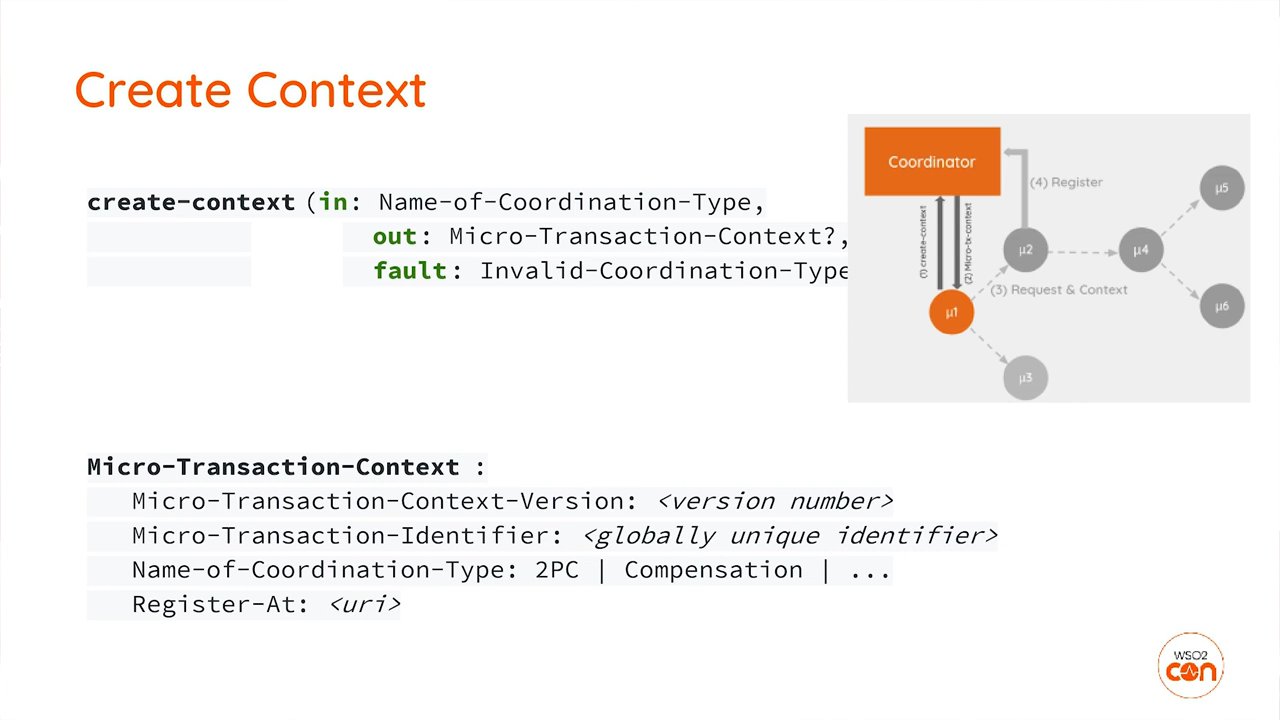 Create Context
create-context (in: Name-of-Coordination-Type,
out: Micro-Transaction-Context?,
fault: Invalid-Coordination-Type
Coordinator
(4) Register
(1) create-context
(2) Micro-tx-context
μ5
μ2
μ4
(3) Request & Context
μ1
μ6
μ3
Micro-Transaction-Context :
Micro-Transaction-Context-Version: <version number>
Micro-Transaction-Identifier: <globally unique identifier>
Name-of-Coordination-Type: 2PC | Compensation | ...
Register-At: <uri>
WSO2
con